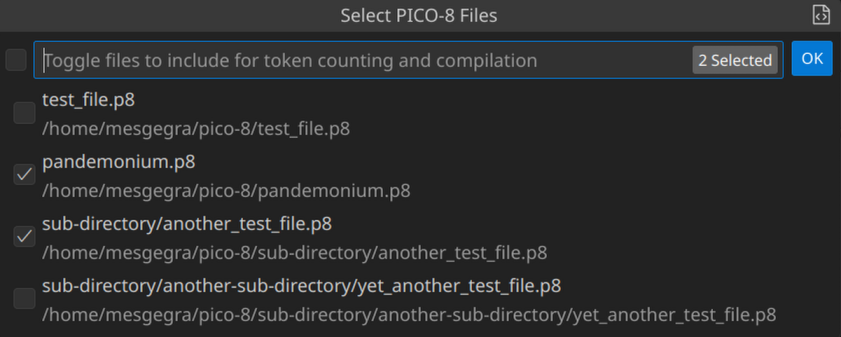 Select PICO-8 Files
Toggle files to include for token counting and compilation 2 Selected OK
test_file.p8
/home/mesgegra/pico-8/test_file.p8
pandemonium.p8
/home/mesgegra/pico-8/pandemonium.p8
sub-directory/another_test_file.p8
/home/mesgegra/pico-8/sub-directory/another_test_file.p8
sub-directory/another-sub-directory/yet_another_test_file.p8
/home/mesgegra/pico-8/sub-directory/another-sub-directory/yet_another_test_file.p8